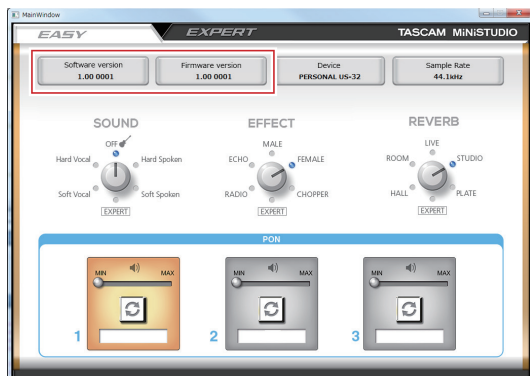 MainWindow
EASY
EXPERT
TASCAM MiNiSTUDIO
Software version
1.00 0001
Firmware version
1.00 0001
Device
PERSONAL US-32
Sample Rate
44.1kHz
SOUND
OFF
Hard Vocal
Hard Spoken
Soft Vocal
Soft Spoken
EXPERT
EFFECT
MALE
ECHO
FEMALE
RADIO
CHOPPER
EXPERT
REVERB
LIVE
ROOM
STUDIO
HALL
PLATE
EXPERT
PON
MIN MAX
1
MIN MAX
2
MIN MAX
3